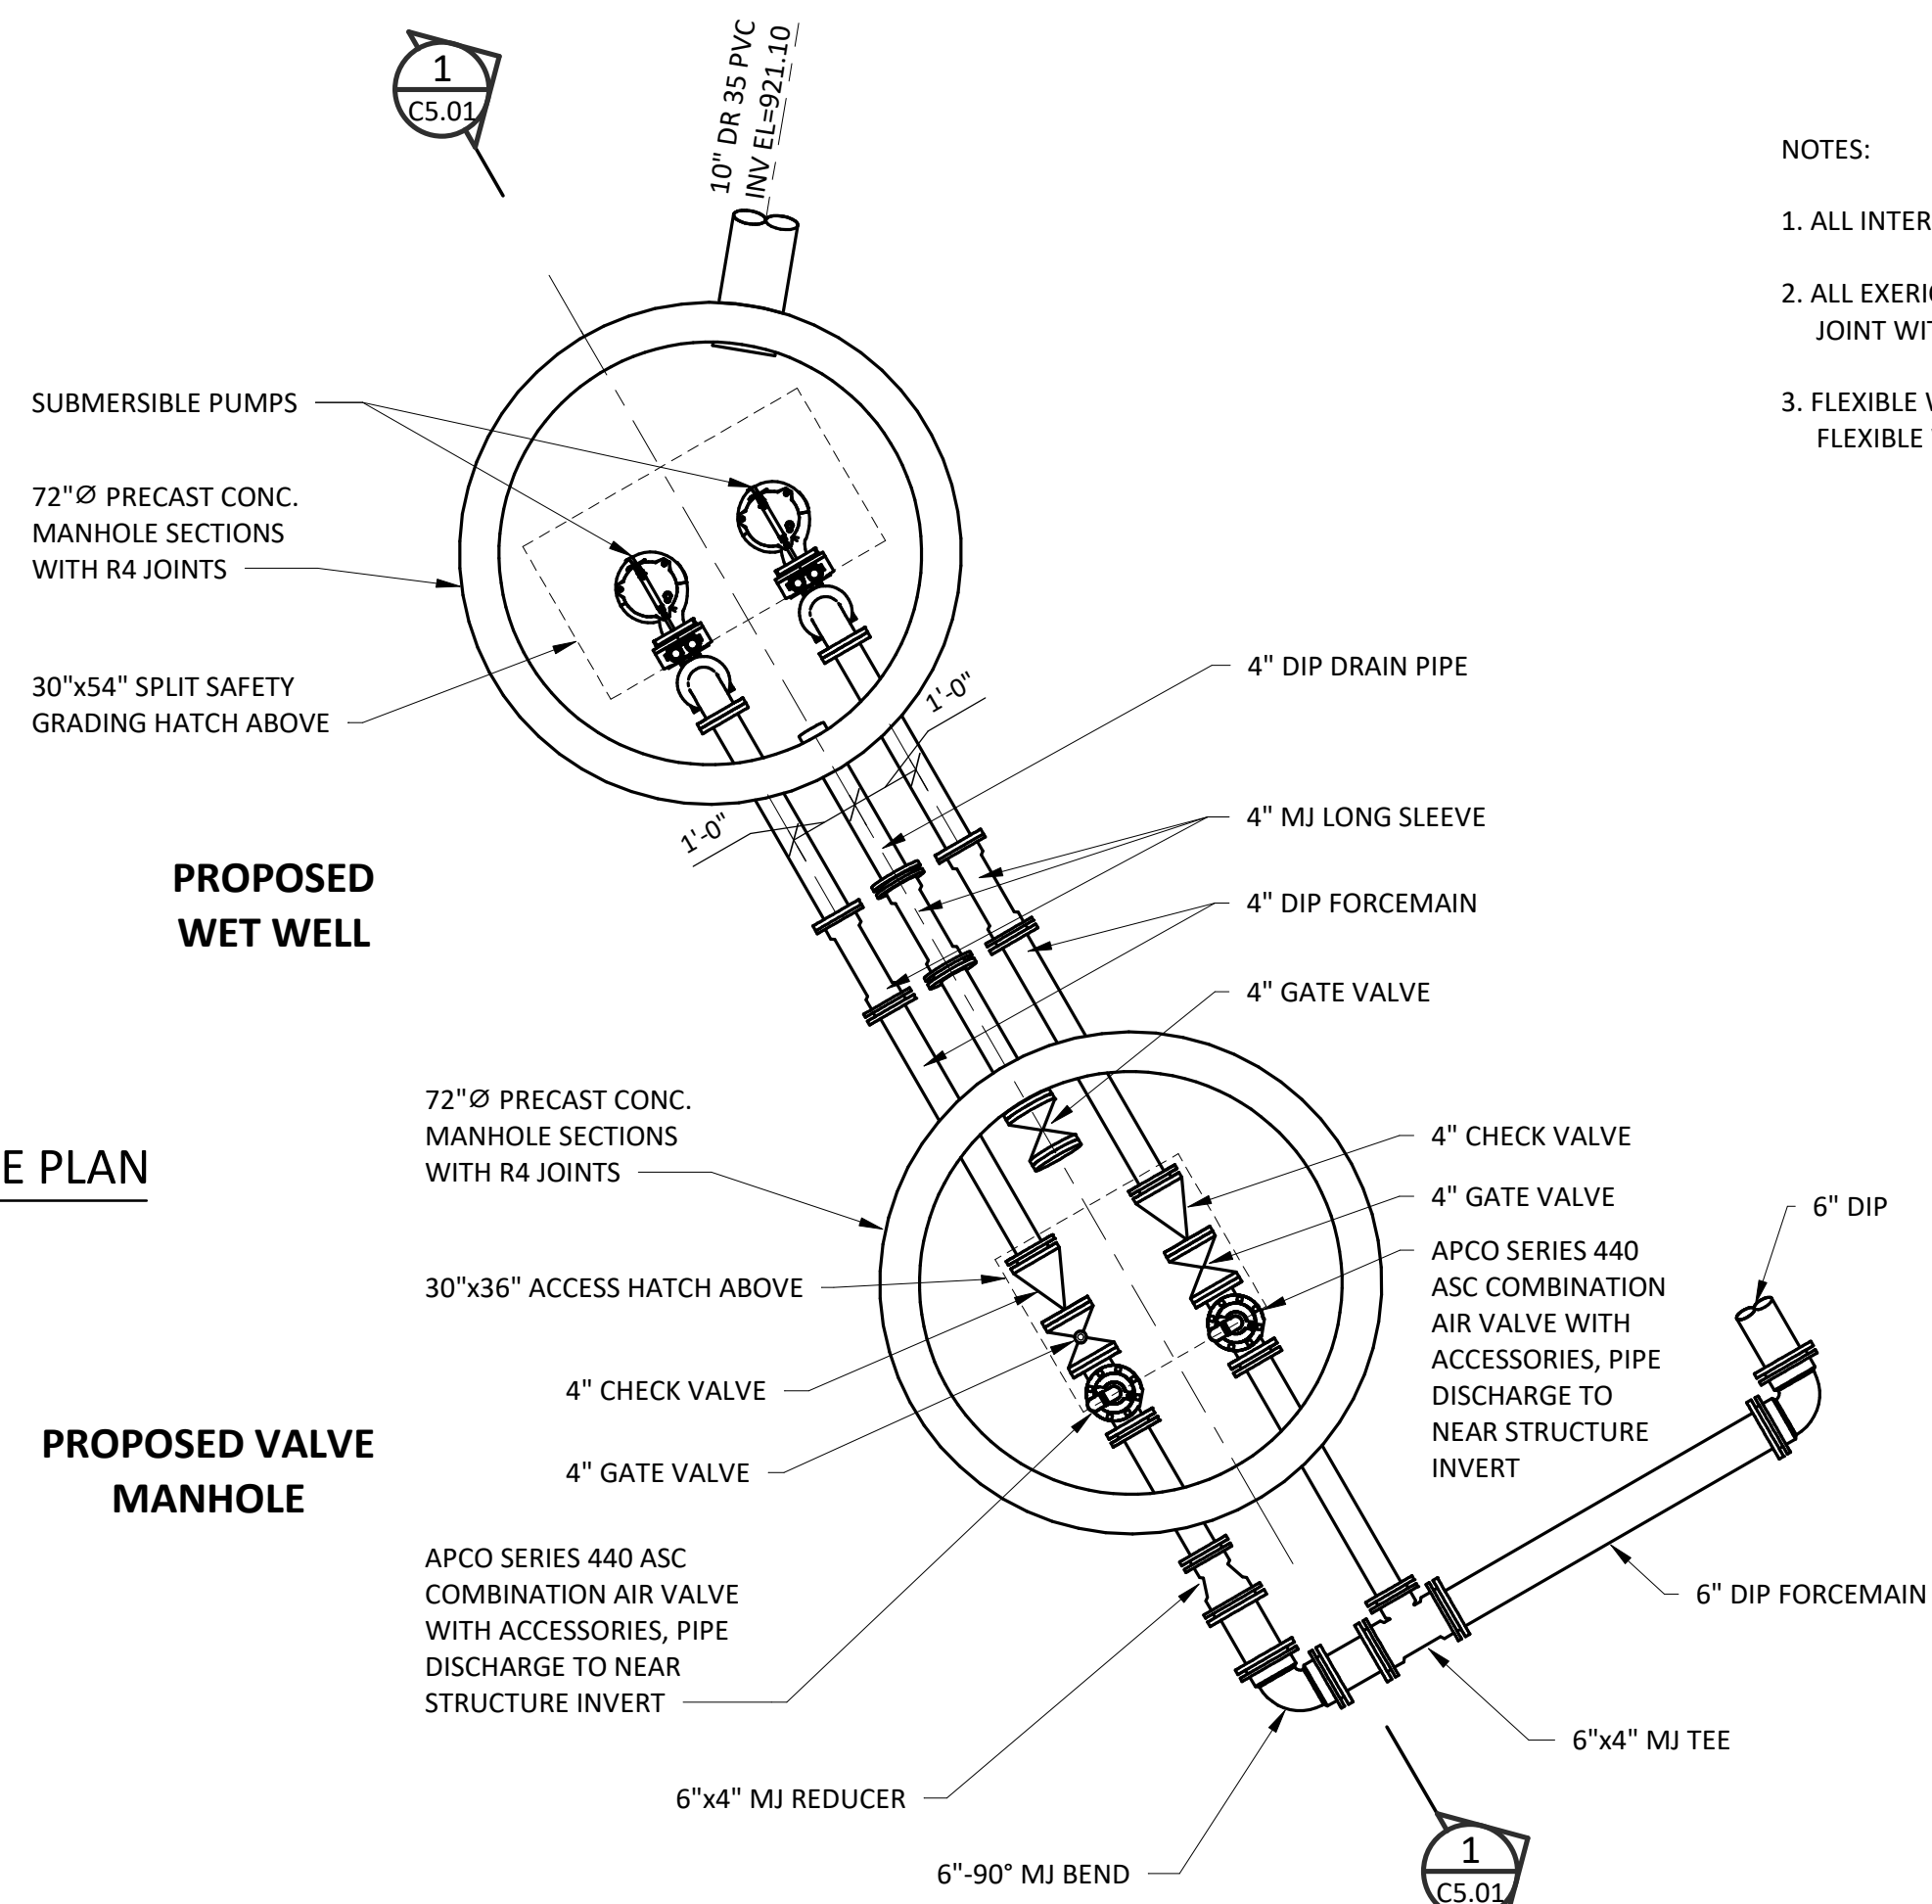 1
C5.01
10" DR 35 PVC
INV EL=921.10
NOTES:
1. ALL INTER
2. ALL EXERI
JOINT WIT
3. FLEXIBLE
FLEXIBLE
SUBMERSIBLE PUMPS
72"Ø PRECAST CONC.
MANHOLE SECTIONS
WITH R4 JOINTS
30"x54" SPLIT SAFETY
GRADING HATCH ABOVE
1'-0"
1'-0"
4" DIP DRAIN PIPE
4" MJ LONG SLEEVE
4" DIP FORCEMAIN
4" GATE VALVE
PROPOSED
WET WELL
72"Ø PRECAST CONC.
MANHOLE SECTIONS
WITH R4 JOINTS
E PLAN
30"x36" ACCESS HATCH ABOVE
4" CHECK VALVE
4" GATE VALVE
PROPOSED VALVE
MANHOLE
APCO SERIES 440 ASC
COMBINATION AIR VALVE
WITH ACCESSORIES, PIPE
DISCHARGE TO NEAR
STRUCTURE INVERT
4" CHECK VALVE
4" GATE VALVE
APCO SERIES 440
ASC COMBINATION
AIR VALVE WITH
ACCESSORIES, PIPE
DISCHARGE TO
NEAR STRUCTURE
INVERT
6" DIP
6" DIP FORCEMAIN
6"x4" MJ TEE
6"x4" MJ REDUCER
6"-90° MJ BEND
1
C5.01